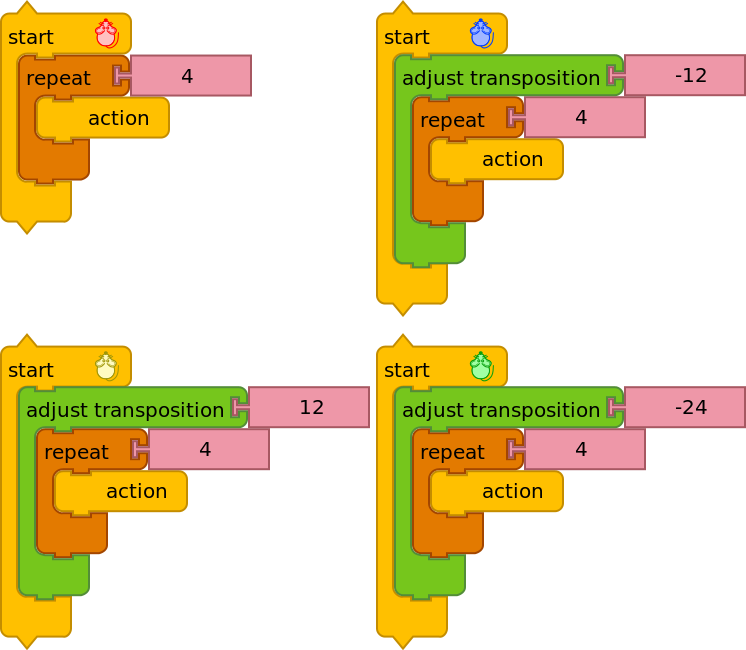 start
repeat 4
action
start
adjust transposition -12
repeat 4
action
start
adjust transposition 12
repeat 4
action
start
adjust transposition -24
repeat 4
action